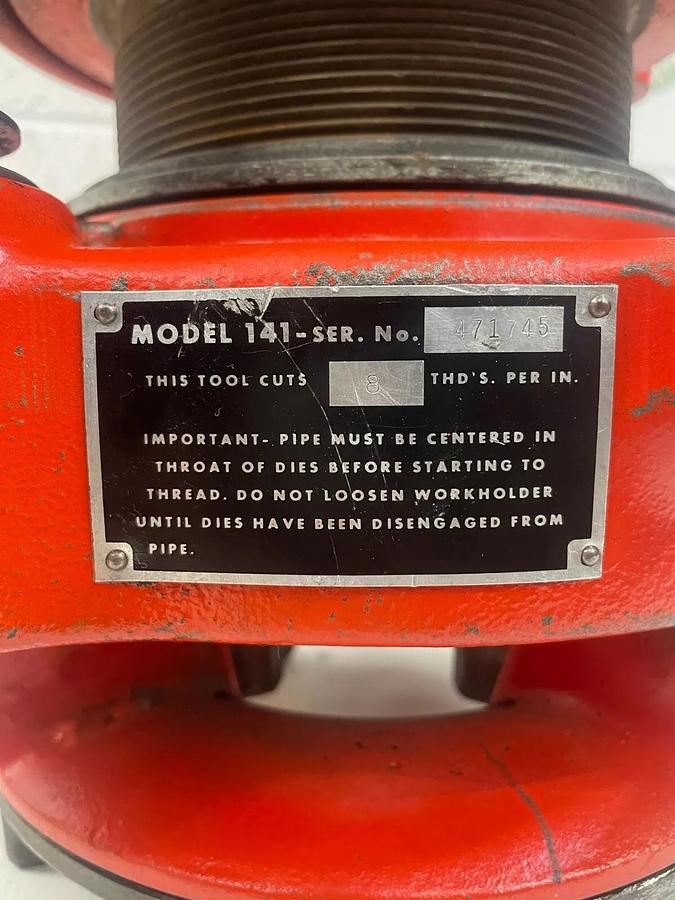 MODEL 141-SER. No. 471745
THIS TOOL CUTS 8 THD'S. PER IN.
IMPORTANT- PIPE MUST BE CENTERED IN
THROAT OF DIES BEFORE STARTING TO
THREAD. DO NOT LOOSEN WORKHOLDER
UNTIL DIES HAVE BEEN DISENGAGED FROM
PIPE.